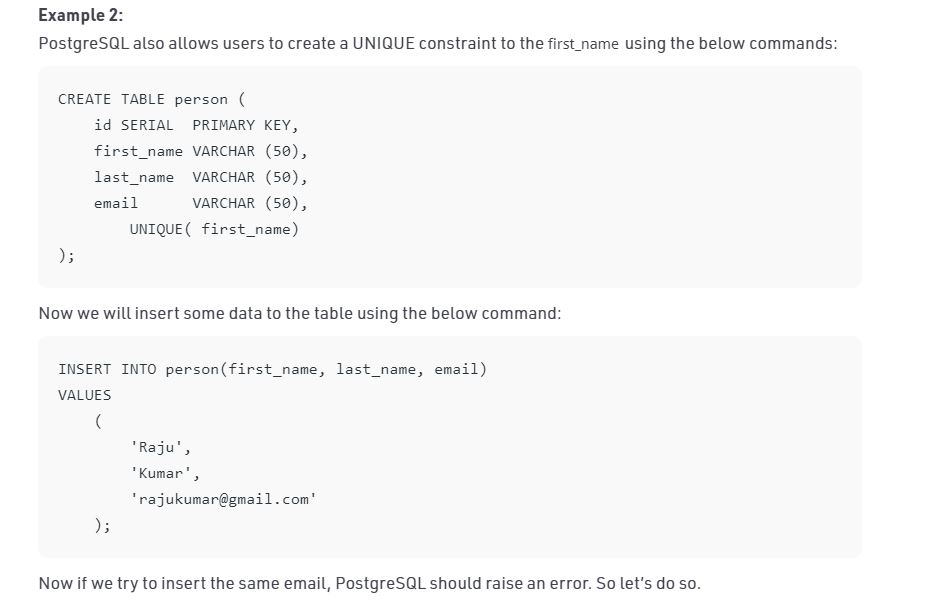 Example 2:
PostgreSQL also allows users to create a UNIQUE constraint to the first_name using the below commands:
CREATE TABLE person (
    id SERIAL  PRIMARY KEY,
    first_name VARCHAR (50),
    last_name  VARCHAR (50),
    email      VARCHAR (50),
        UNIQUE( first_name)
);
Now we will insert some data to the table using the below command:
INSERT INTO person(first_name, last_name, email)
VALUES
    (
        'Raju',
        'Kumar',
        'rajukumar@gmail.com'
    );
Now if we try to insert the same email, PostgreSQL should raise an error. So let’s do so.